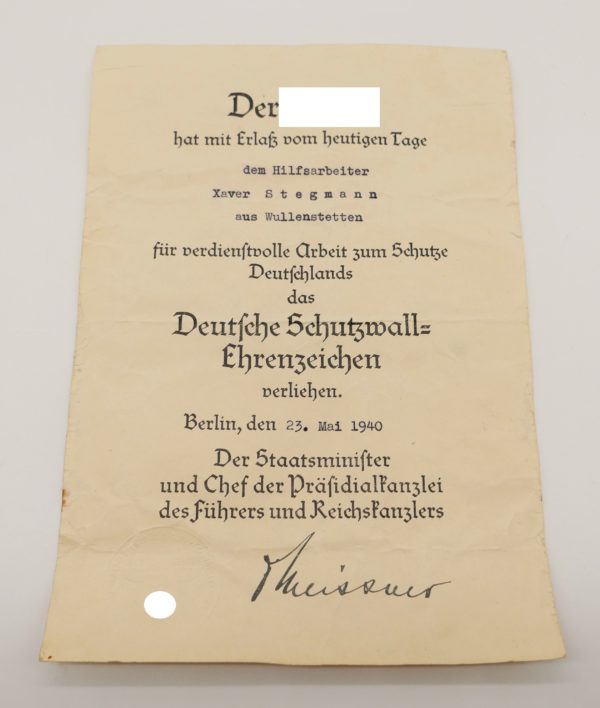 Der
hat mit Erlaß vom heutigen Tage
dem Hilfsarbeiter
Xaver S t e g m a n n
aus Wullenstetten
für verdienstvolle Arbeit zum Schutze
Deutschlands
das
Deutsche Schutzwall=
Ehrenzeichen
verliehen.
Berlin, den 23. Mai 1940
Der Staatsminister
und Chef der Präsidialkanzlei
des Führers und Reichskanzlers
Meissner